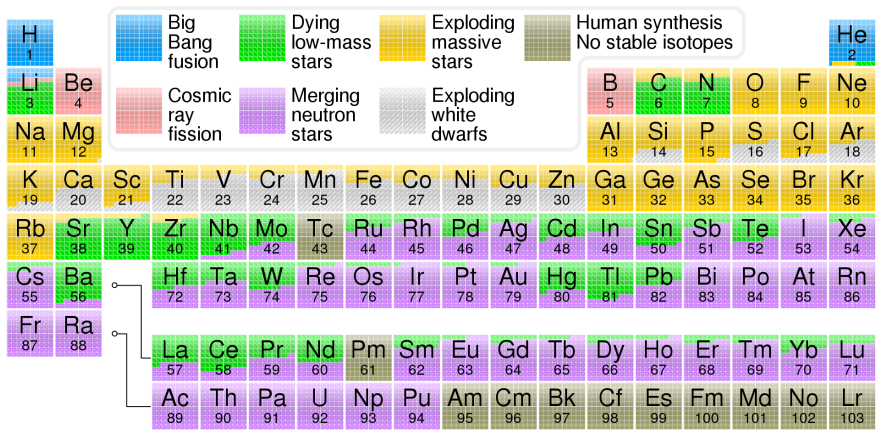 H
1
Big
Bang
fusion
Dying
low-mass
stars
Exploding
massive
stars
Human synthesis
No stable isotopes
He
2
Cosmic
ray
fission
Merging
neutron
stars
Exploding
white
dwarfs
Li Be B C N O F Ne
3 4 5 6 7 8 9 10
Na Mg Al Si P S Cl Ar
11 12 13 14 15 16 17 18
K Ca Sc Ti V Cr Mn Fe Co Ni Cu Zn Ga Ge As Se Br Kr
19 20 21 22 23 24 25 26 27 28 29 30 31 32 33 34 35 36
Rb Sr Y Zr Nb Mo Tc Ru Rh Pd Ag Cd In Sn Sb Te I Xe
37 38 39 40 41 42 43 44 45 46 47 48 49 50 51 52 53 54
Cs Ba Hf Ta W Re Os Ir Pt Au Hg Tl Pb Bi Po At Rn
55 56 72 73 74 75 76 77 78 79 80 81 82 83 84 85 86
Fr Ra
87 88
La Ce Pr Nd Pm Sm Eu Gd Tb Dy Ho Er Tm Yb Lu
57 58 59 60 61 62 63 64 65 66 67 68 69 70 71
Ac Th Pa U Np Pu Am Cm Bk Cf Es Fm Md No Lr
89 90 91 92 93 94 95 96 97 98 99 100 101 102 103